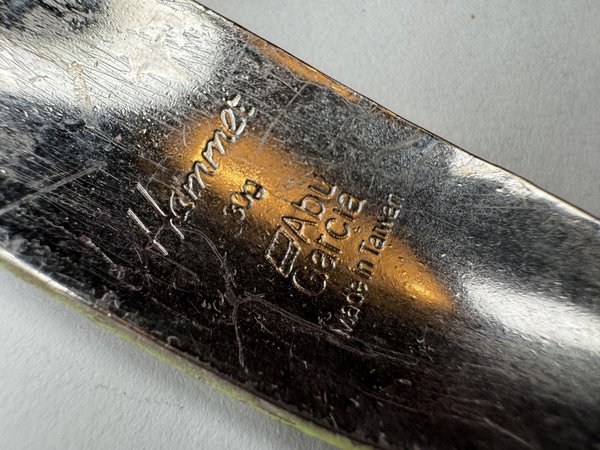 Hammer
30g
Abu
Garcia
Made in Taiwan